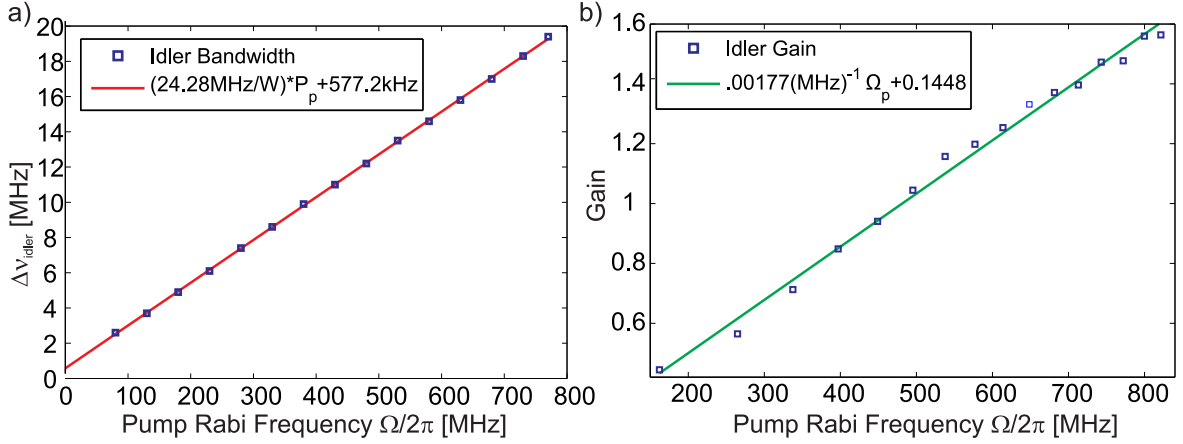 a)
20
18
16
14
12
10
8
6
4
2
0
Δν_idler [MHz]
Idler Bandwidth
(24.28MHz/W)*P_p+577.2kHz
0 100 200 300 400 500 600 700 800
Pump Rabi Frequency Ω/2π [MHz]
b)
1.6
1.4
1.2
1
0.8
0.6
Gain
Idler Gain
.00177(MHz)⁻¹ Ω_p+0.1448
200 300 400 500 600 700 800
Pump Rabi Frequency Ω/2π [MHz]